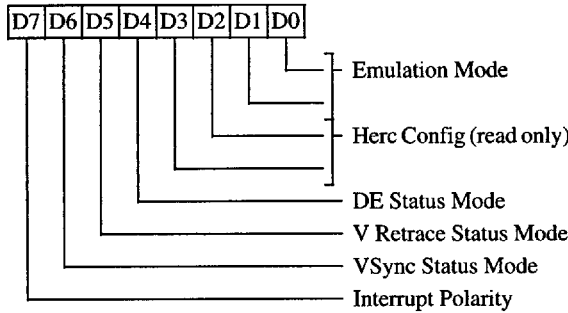 D7 D6 D5 D4 D3 D2 D1 D0
Emulation Mode
Herc Config (read only)
DE Status Mode
V Retrace Status Mode
VSync Status Mode
Interrupt Polarity